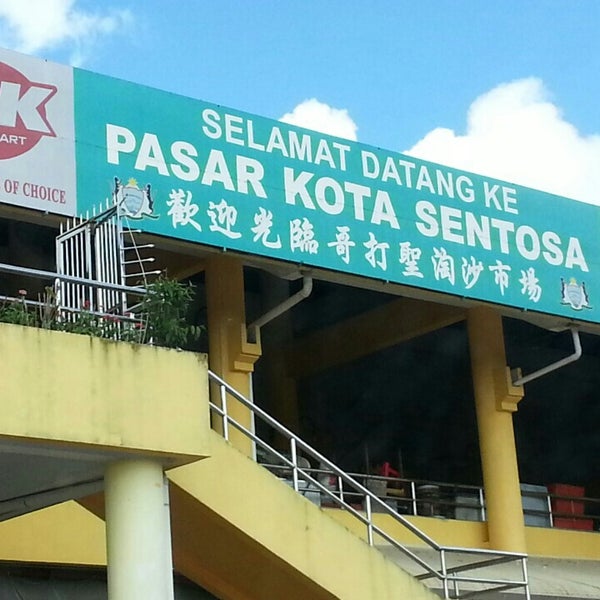 K
ART
OF CHOICE
SELAMAT DATANG KE
PASAR KOTA SENTOSA
歡迎光臨哥打聖淘沙市場